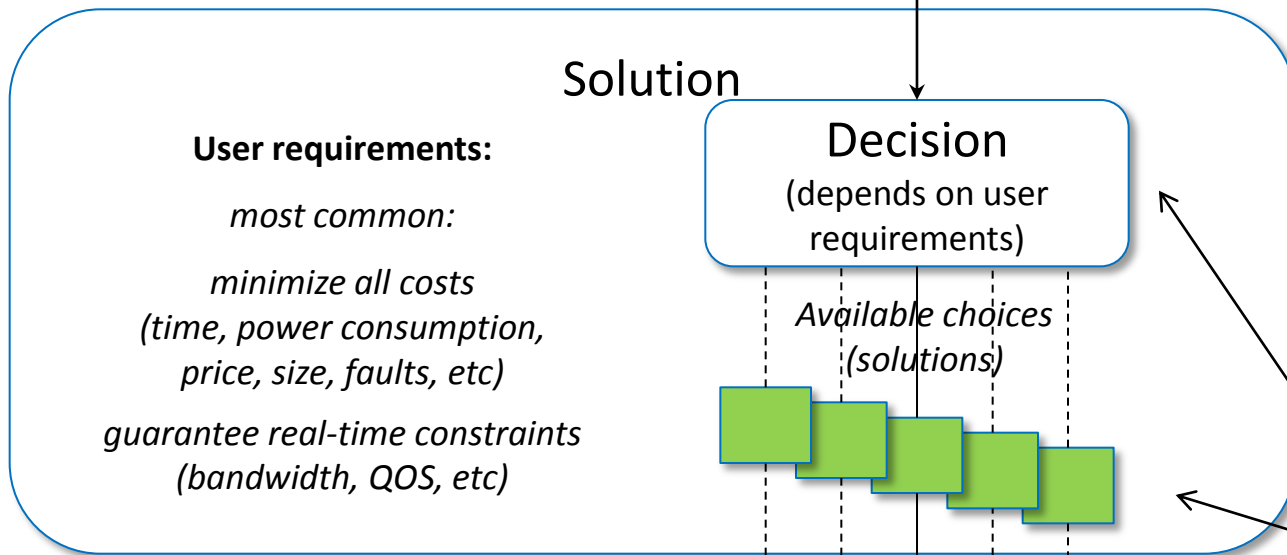 Solution
User requirements:
most common:
minimize all costs
(time, power consumption,
price, size, faults, etc)
guarantee real-time constraints
(bandwidth, QOS, etc)
Decision
(depends on user
requirements)
Available choices
(solutions)